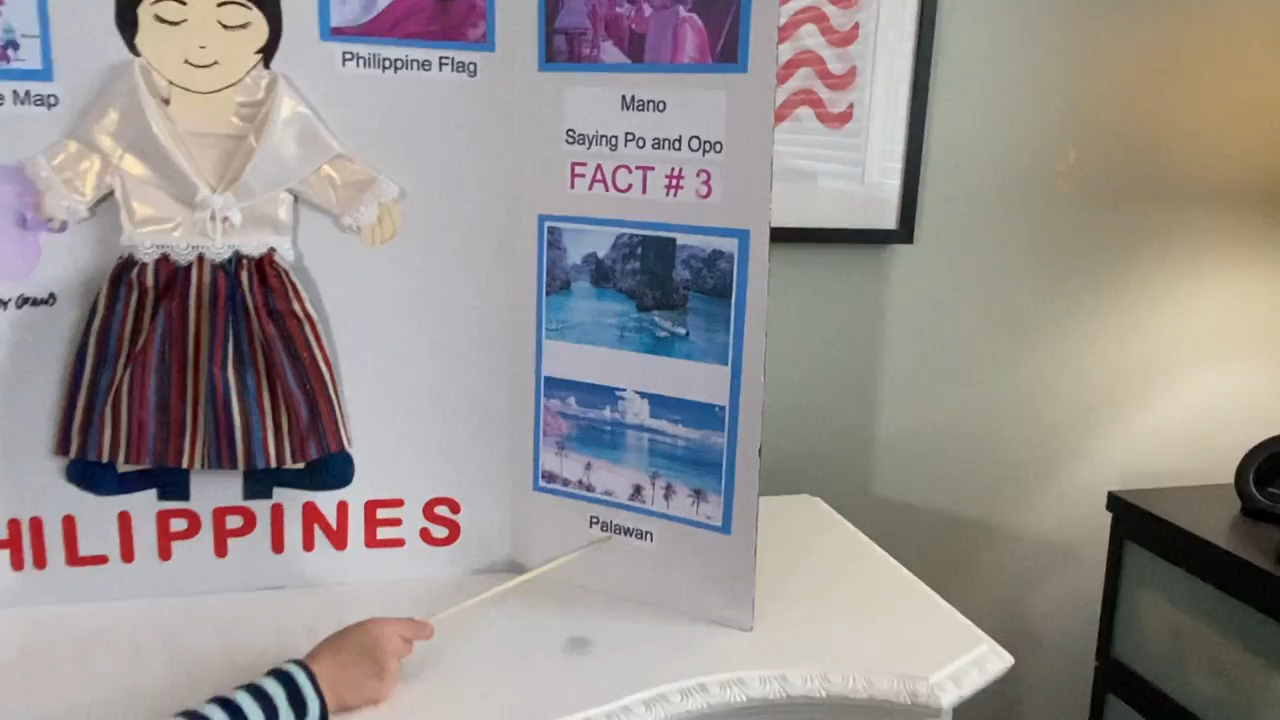 e Map
Philippine Flag
Mano
Saying Po and Opo
FACT # 3
Palawan
HILIPPINES